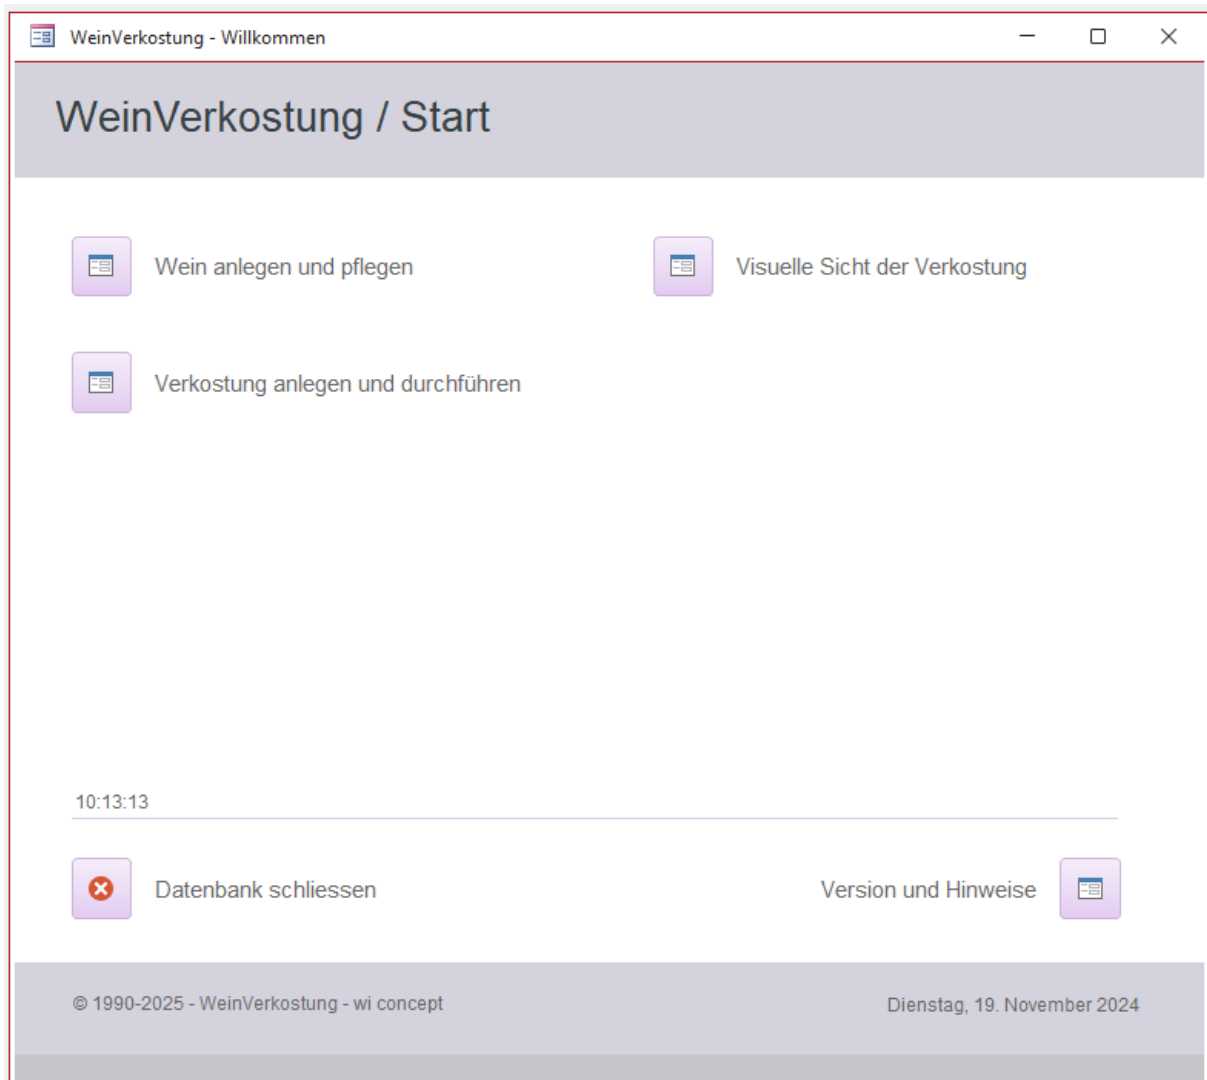 WeinVerkostung - Willkommen
WeinVerkostung / Start
Wein anlegen und pflegen
Visuelle Sicht der Verkostung
Verkostung anlegen und durchführen
10:13:13
Datenbank schliessen
Version und Hinweise
© 1990-2025 - WeinVerkostung - wi concept
Dienstag, 19. November 2024